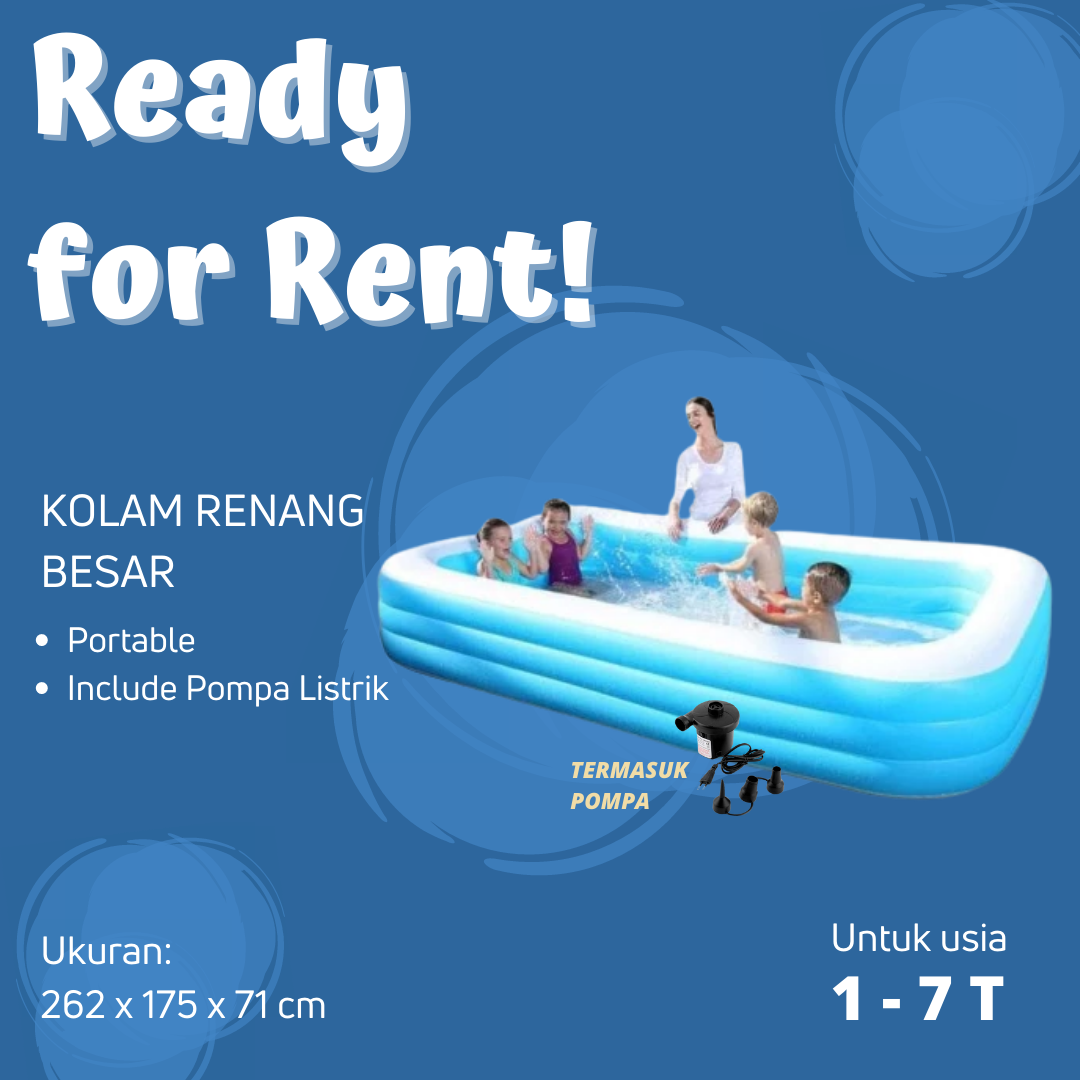 Ready
for Rent!
KOLAM RENANG
BESAR
• Portable
• Include Pompa Listrik
TERMASUK
POMPA
Ukuran:
262 x 175 x 71 cm
Untuk usia
1 - 7 T